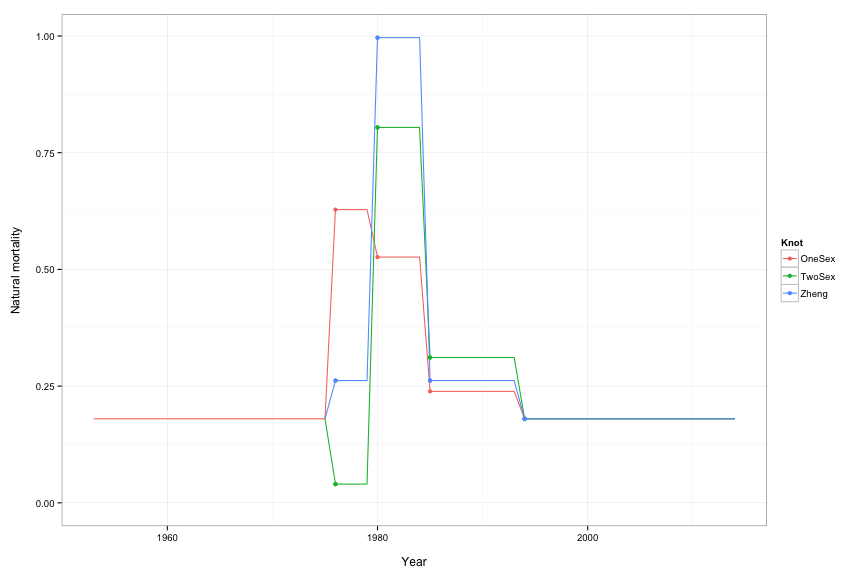 1.00
0.75
0.50
0.25
0.00
Natural mortality
1960
1980
2000
Year
Knot
OneSex
TwoSex
Zheng